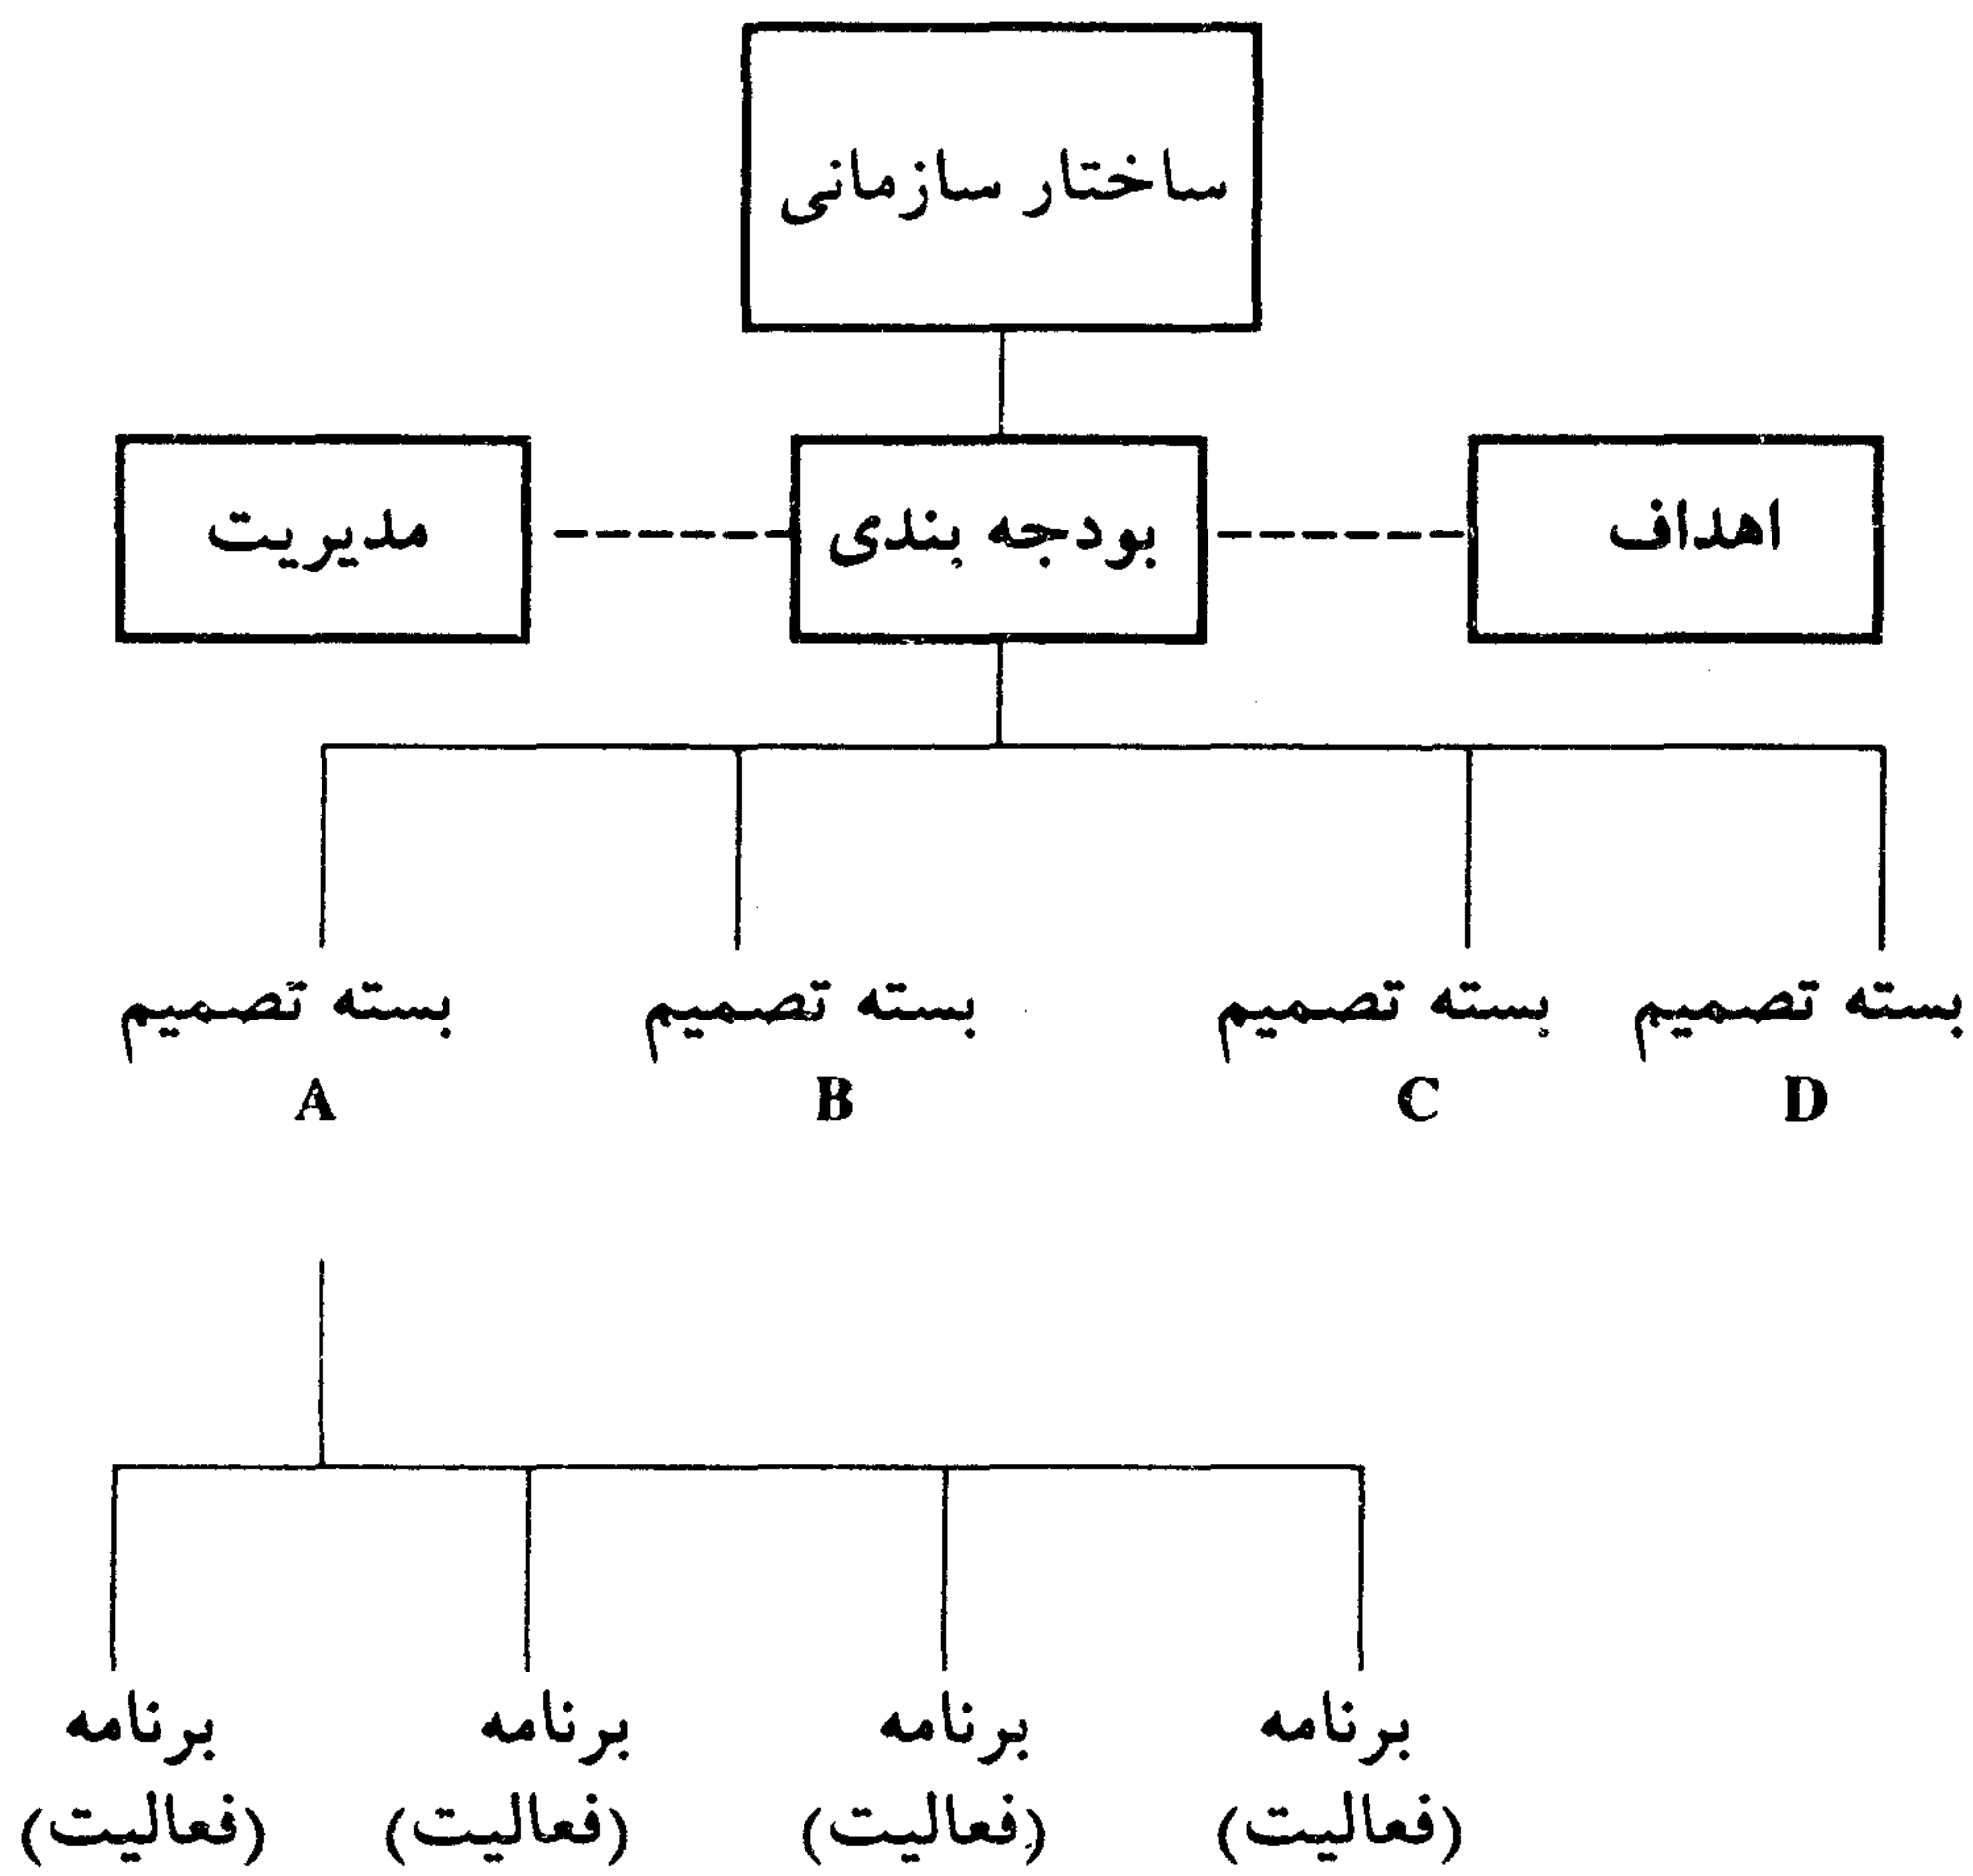 ساختار سازمانی
اهداف
بودجه بندی
مدیریت
بسته تصمیم
D
بسته تصمیم
C
بسته تصمیم
B
بسته تصمیم
A
برنامه
(فعالیت)
برنامه
(فعالیت)
برنامه
(فعالیت)
برنامه
(فعالیت)